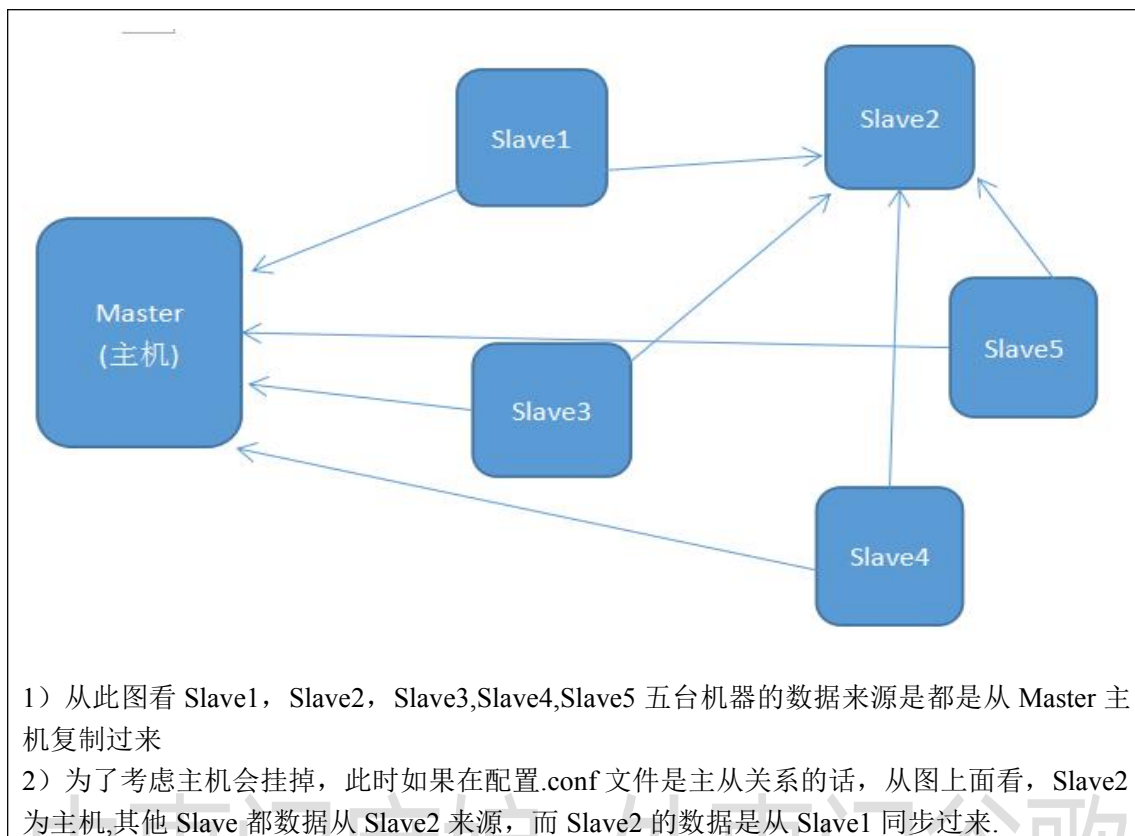 Slave1
Slave2
Master
(主机)
Slave5
Slave3
Slave4
1）从此图看 Slave1，Slave2，Slave3,Slave4,Slave5 五台机器的数据来源是都是从 Master 主
机复制过来
2）为了考虑主机会挂掉，此时如果在配置.conf 文件是主从关系的话，从图上面看，Slave2
为主机,其他 Slave 都数据从 Slave2 来源，而 Slave2 的数据是从 Slave1 同步过来.